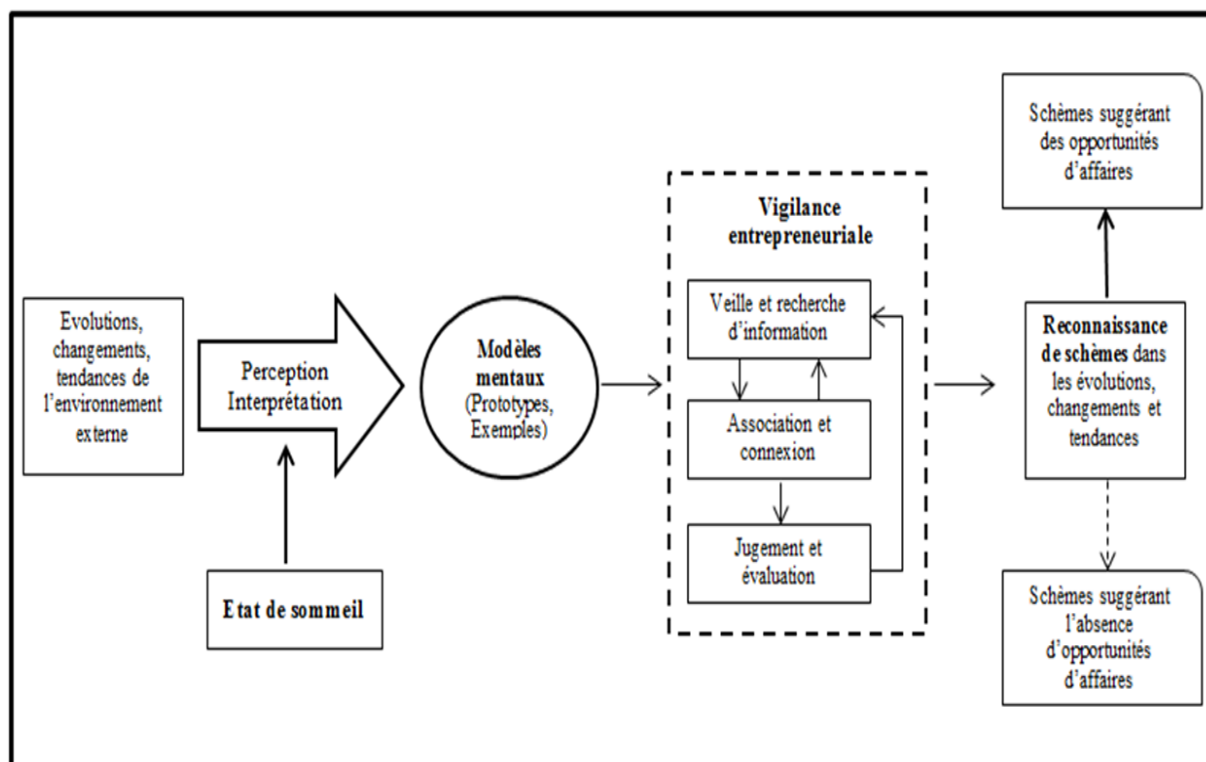 Evolutions,
changements,
tendances de
l'environnement
externe
Perception
Interprétation
Etat de sommeil
Modèles
mentaux
(Prototypes,
Exemples)
Vigilance
entrepreneuriale
Veille et recherche
d'information
Association et
connexion
Jugement et
évaluation
Schèmes suggérant
des opportunités
d'affaires
Reconnaissance
de schèmes dans
les évolutions,
changements et
tendances
Schèmes suggérant
l'absence
d'opportunités
d'affaires